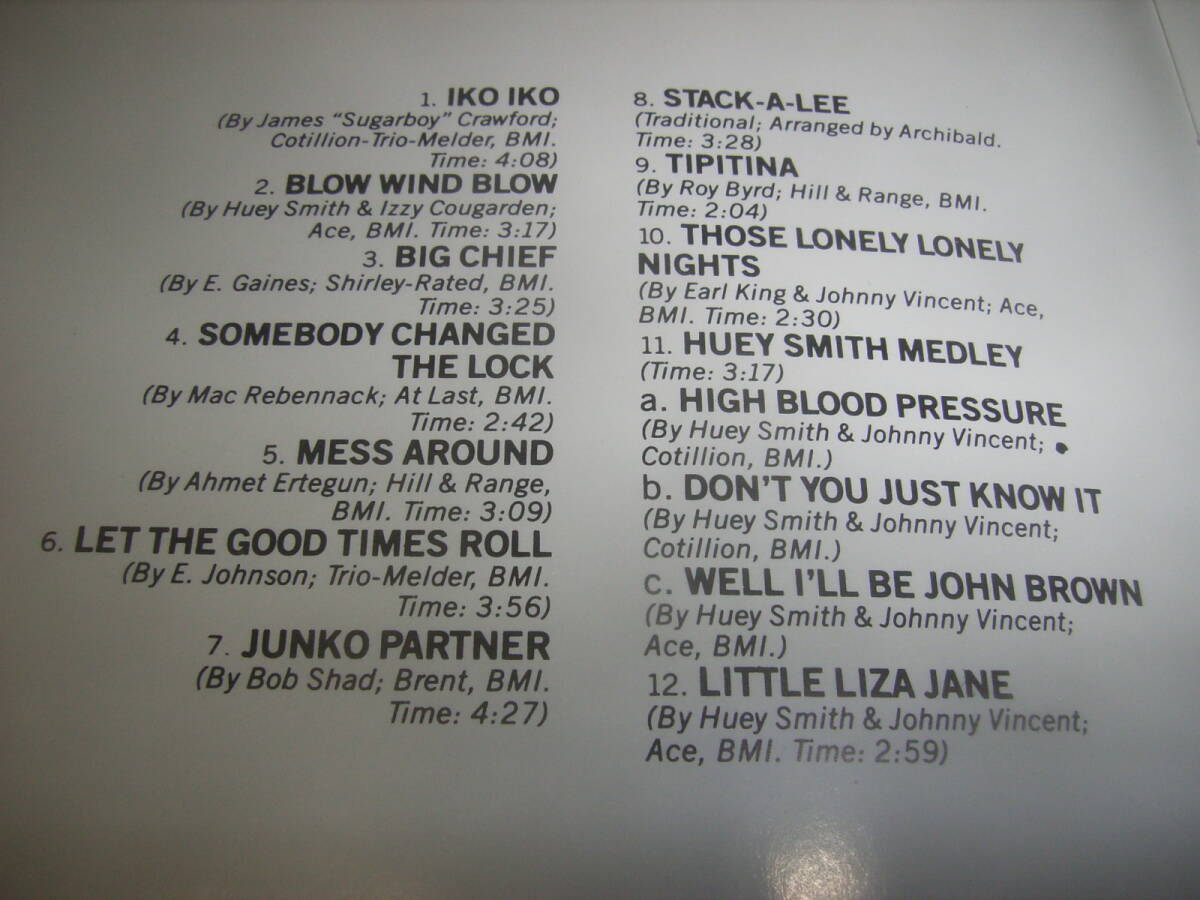 1. IKO IKO
(By James "Sugarboy" Crawford;
Cotillion-Trio-Melder, BMI.
Time: 4:08)
2. BLOW WIND BLOW
(By Huey Smith & Izzy Cougarden;
Ace, BMI. Time: 3:17)
3. BIG CHIEF
(By E. Gaines; Shirley-Rated, BMI.
Time: 3:25)
4. SOMEBODY CHANGED
THE LOCK
(By Mac Rebennack; At Last, BMI.
Time: 2:42)
5. MESS AROUND
(By Ahmet Ertegun; Hill & Range,
BMI. Time: 3:09)
6. LET THE GOOD TIMES ROLL
(By E. Johnson; Trio-Melder, BMI.
Time: 3:56)
7. JUNKO PARTNER
(By Bob Shad; Brent, BMI.
Time: 4:27)
8. STACK-A-LEE
(Traditional; Arranged by Archibald.
Time: 3:28)
9. TIPITINA
(By Roy Byrd; Hill & Range, BMI.
Time: 2:04)
10. THOSE LONELY LONELY
NIGHTS
(By Earl King & Johnny Vincent; Ace,
BMI. Time: 2:30)
11. HUEY SMITH MEDLEY
(Time: 3:17)
a. HIGH BLOOD PRESSURE
(By Huey Smith & Johnny Vincent;
Cotillion, BMI.)
b. DON'T YOU JUST KNOW IT
(By Huey Smith & Johnny Vincent;
Cotillion, BMI.)
c. WELL I'LL BE JOHN BROWN
(By Huey Smith & Johnny Vincent;
Ace, BMI.)
12. LITTLE LIZA JANE
(By Huey Smith & Johnny Vincent;
Ace, BMI. Time: 2:59)